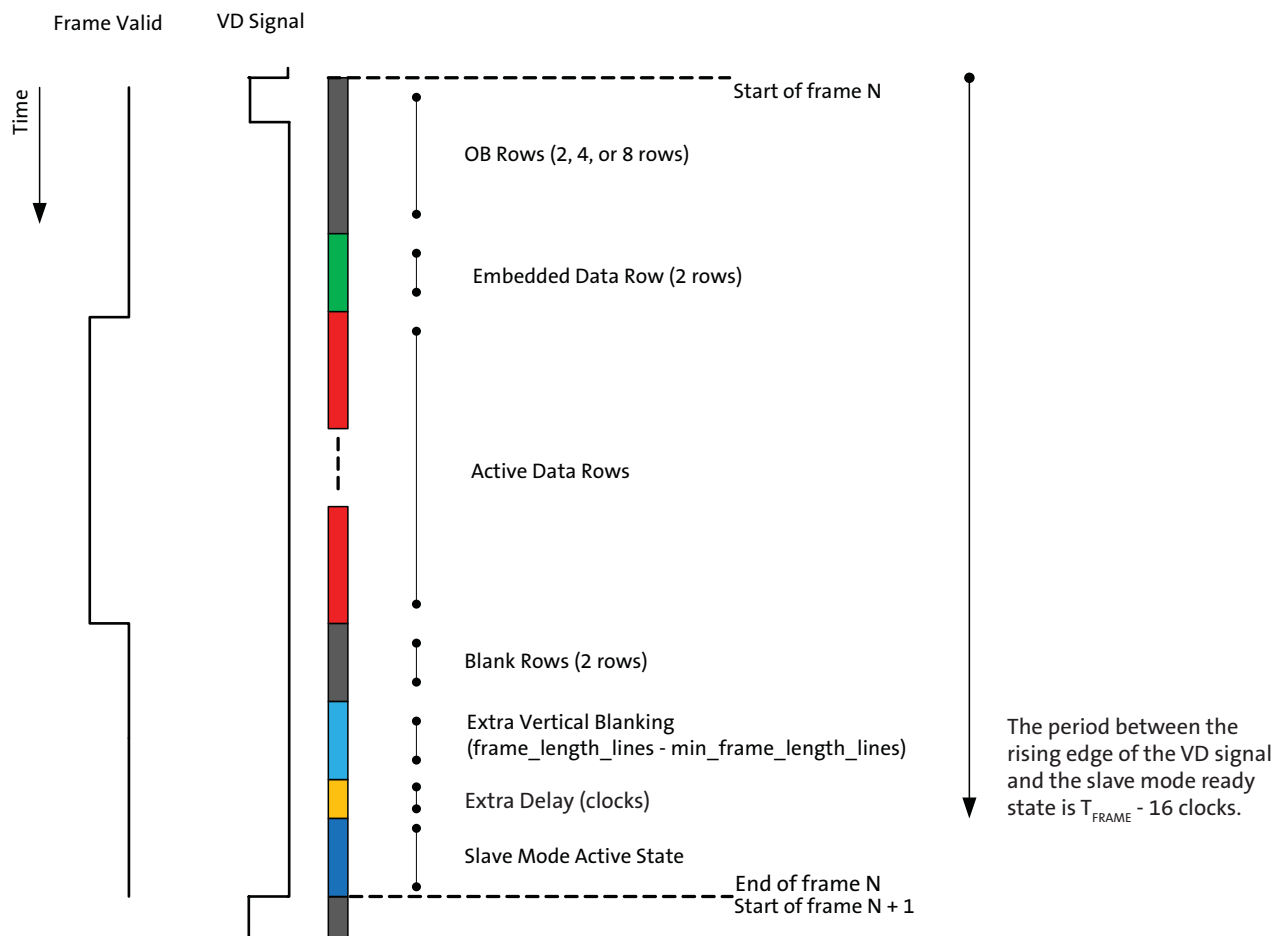 Frame Valid
VD Signal
Time
Start of frame N
OB Rows (2, 4, or 8 rows)
Embedded Data Row (2 rows)
Active Data Rows
Blank Rows (2 rows)
Extra Vertical Blanking
(frame_length_lines - min_frame_length_lines)
The period between the
rising edge of the VD signal
and the slave mode ready
state is TFRAME - 16 clocks.
Extra Delay (clocks)
Slave Mode Active State
End of frame N
Start of frame N + 1